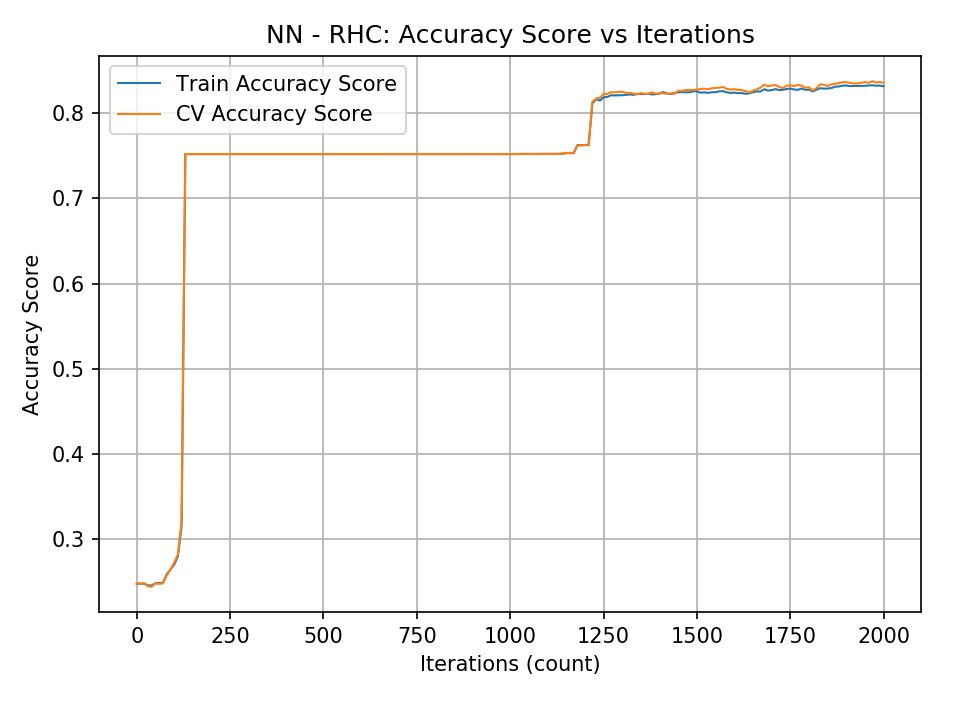 NN - RHC: Accuracy Score vs Iterations
Train Accuracy Score
CV Accuracy Score
Accuracy Score
0.8
0.7
0.6
0.5
0.4
0.3
0 250 500 750 1000 1250 1500 1750 2000
Iterations (count)